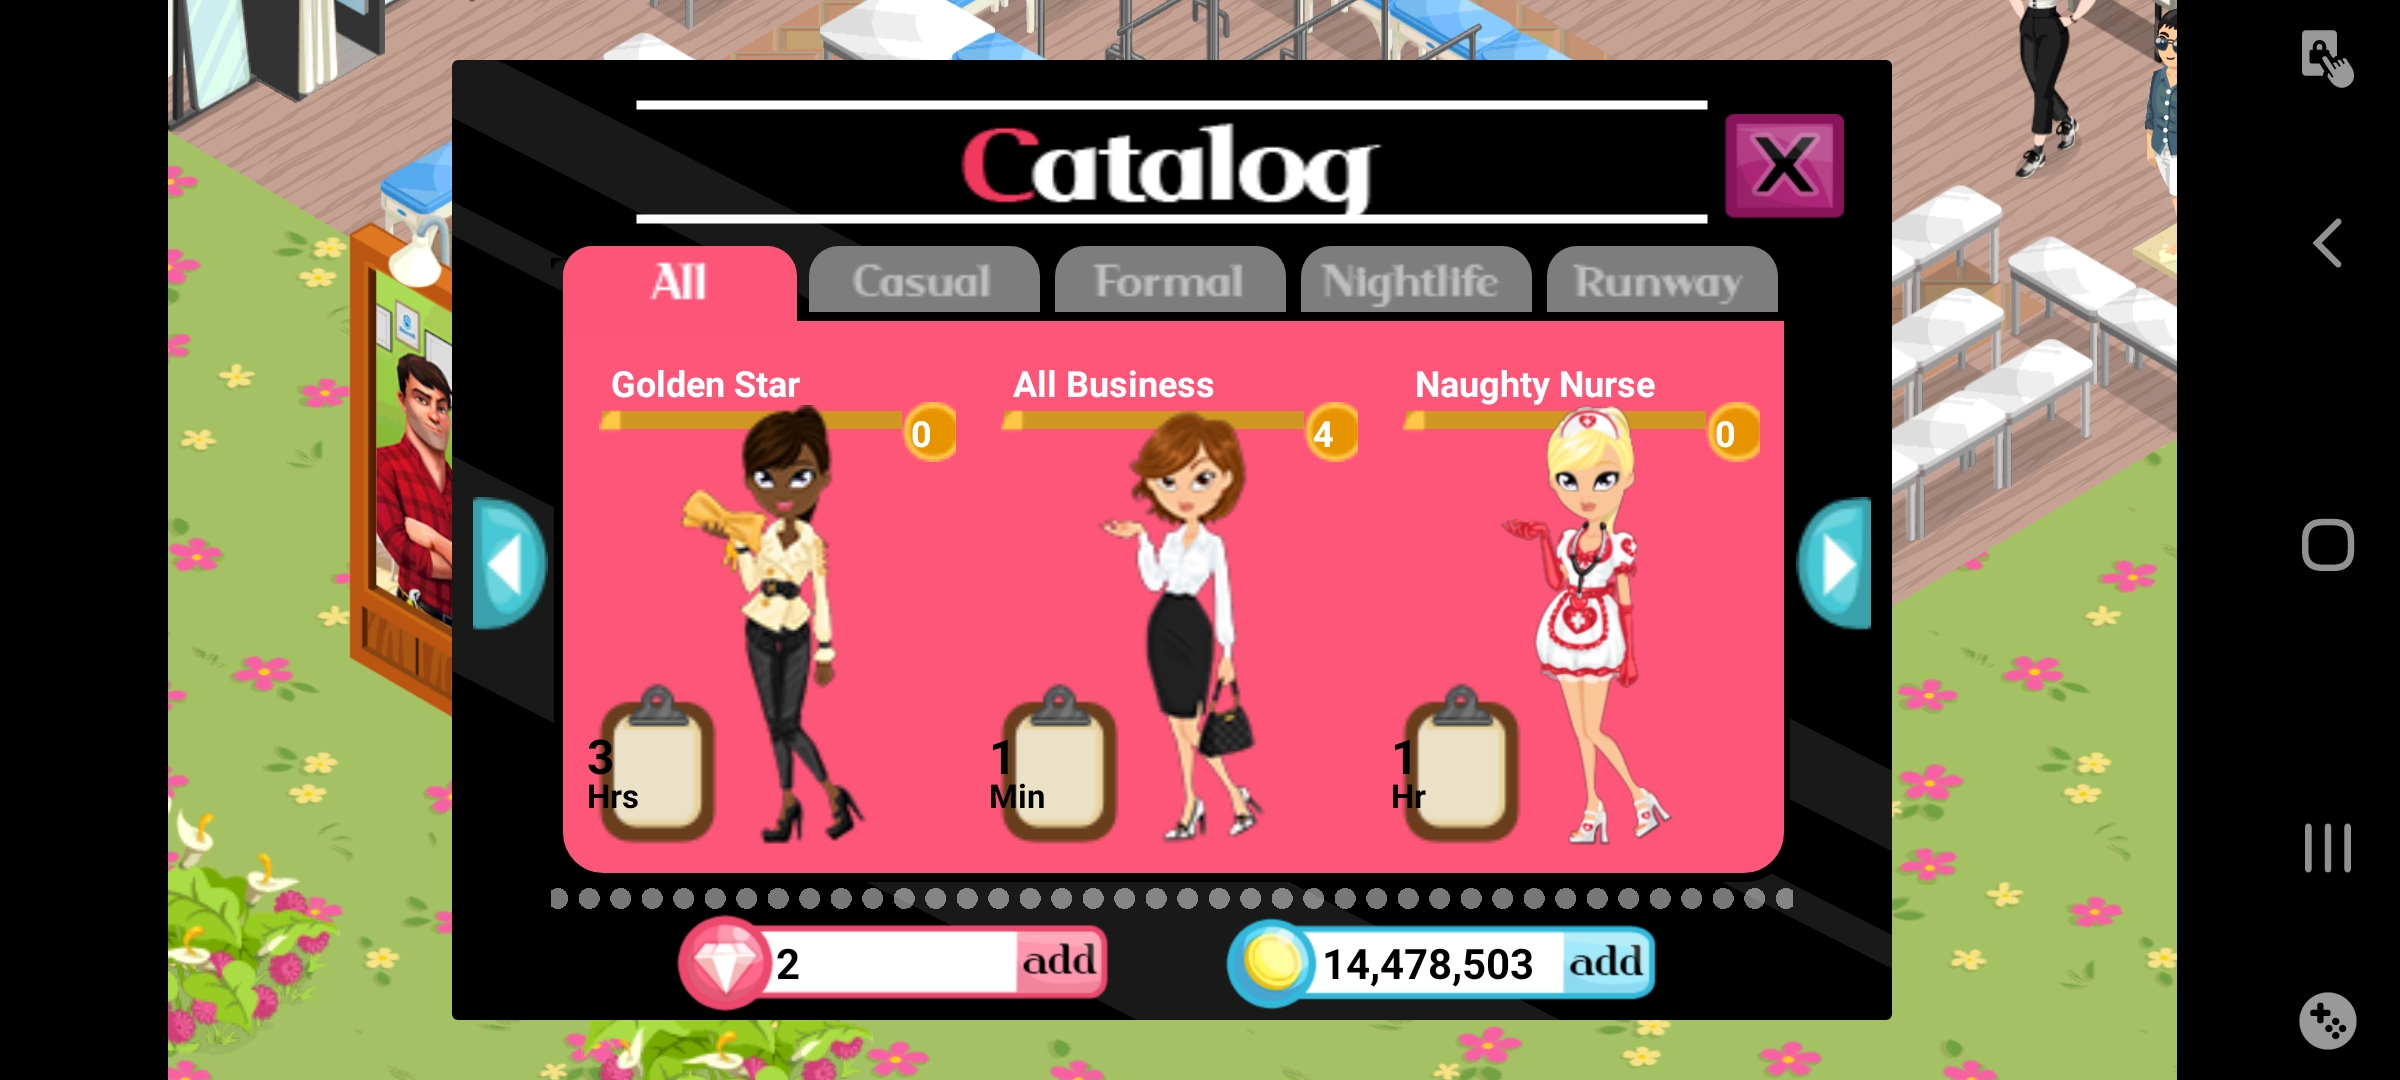 Catalog
X
All
Casual
Formal
Nightlife
Runway
Golden Star
All Business
Naughty Nurse
0
4
0
3
Hrs
1
Min
1
Hr
2
add
14,478,503
add